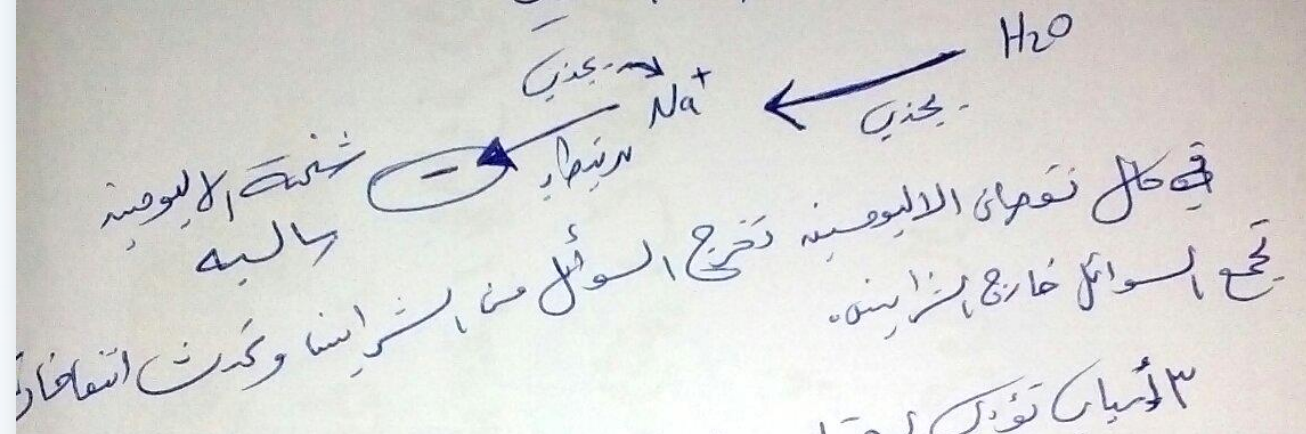 H2O
يجذب
Na+
يجذب
يرتبط
شحنة الالبومين
سالبه
في حال نقصان الالبومين تخرج السوائل من الشرايين وتحدث انتفاخات
تجمع السوائل خارج الشرايين.
٣ أسباب تؤدي